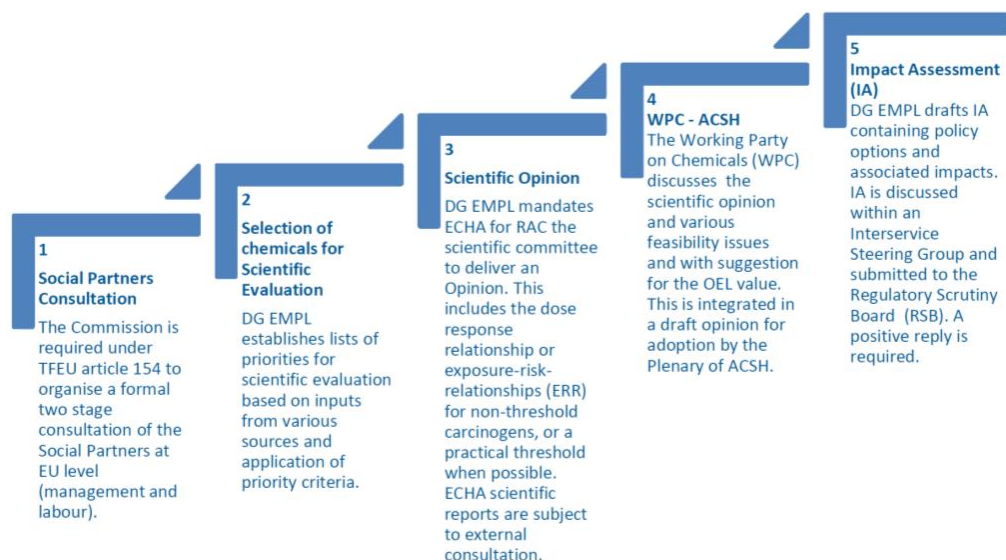 1
Social Partners
Consultation
The Commission is
required under
TFEU article 154 to
organise a formal
two stage
consultation of the
Social Partners at
EU level
(management and
labour).
2
Selection of
chemicals for
Scientific
Evaluation
DG EMPL
establishes lists of
priorities for
scientific evaluation
based on inputs
from various
sources and
application of
priority criteria.
3
Scientific Opinion
DG EMPL mandates
ECHA for RAC the
scientific committee
to deliver an
Opinion. This
includes the dose
response
relationship or
exposure-risk-
relationships (ERR)
for non-threshold
carcinogens, or a
practical threshold
when possible.
ECHA scientific
reports are subject
to external
consultation.
4
WPC - ACSH
The Working Party
on Chemicals (WPC)
discusses the
scientific opinion
and various
feasibility issues
and with suggestion
for the OEL value.
This is integrated in
a draft opinion for
adoption by the
Plenary of ACSH.
5
Impact Assessment
(IA)
DG EMPL drafts IA
containing policy
options and
associated impacts.
IA is discussed
within an
Interservice
Steering Group and
submitted to the
Regulatory Scrutiny
Board (RSB). A
positive reply is
required.